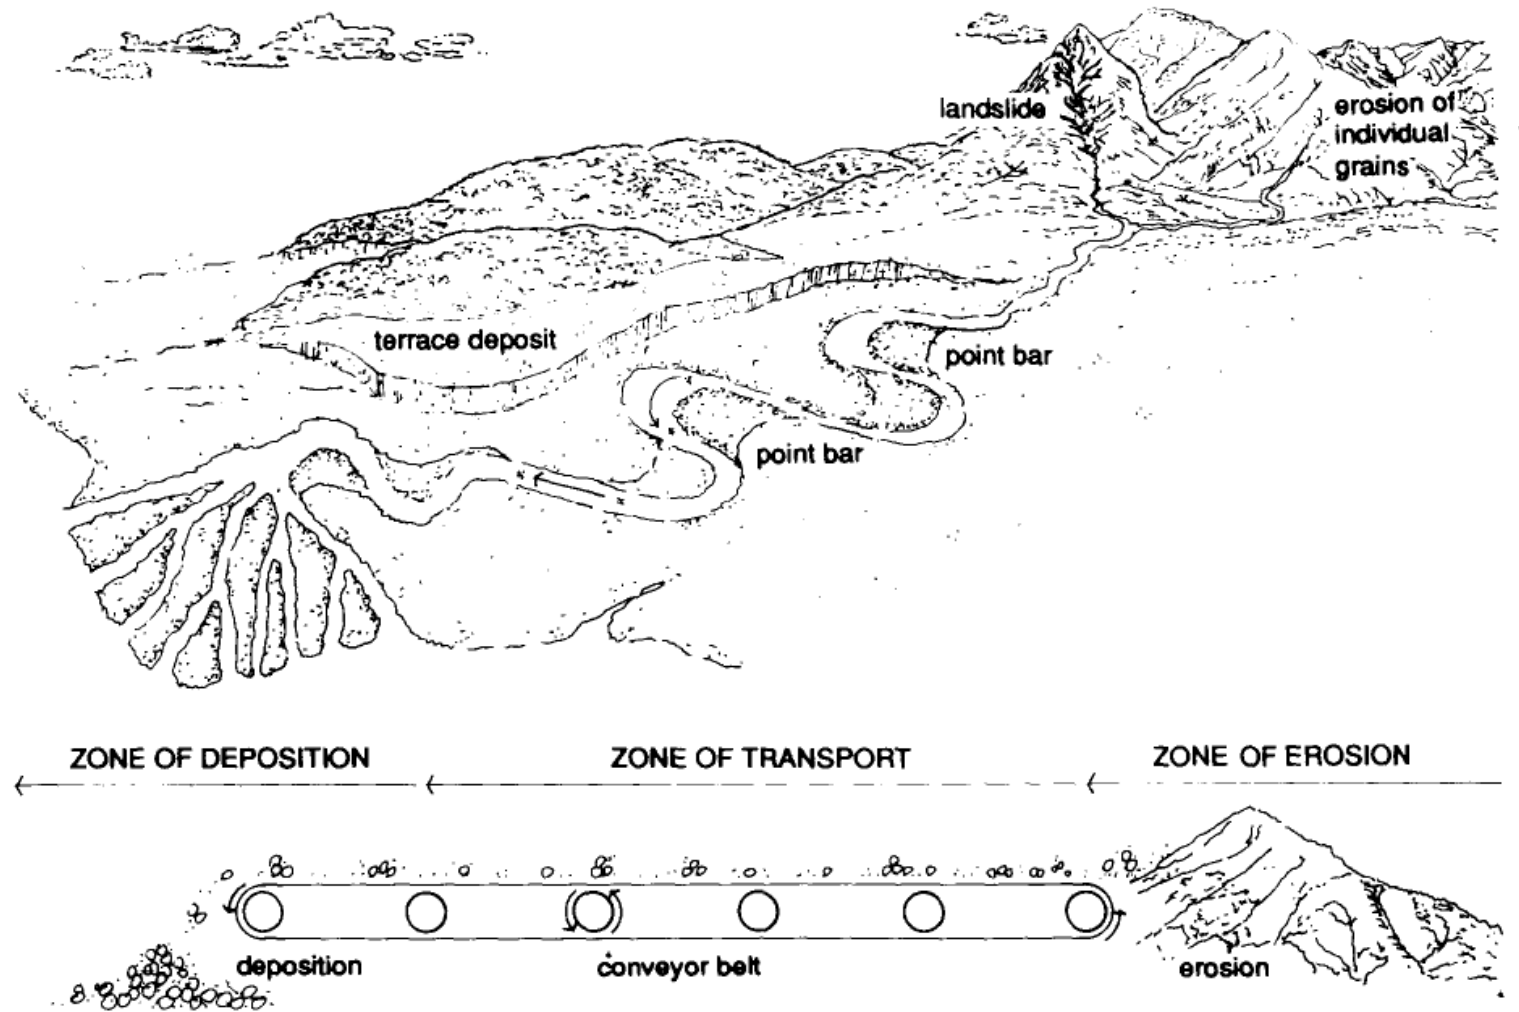 landslide
erosion of
individual
grains
terrace deposit
point bar
point bar
ZONE OF DEPOSITION
ZONE OF TRANSPORT
ZONE OF EROSION
deposition
conveyor belt
erosion